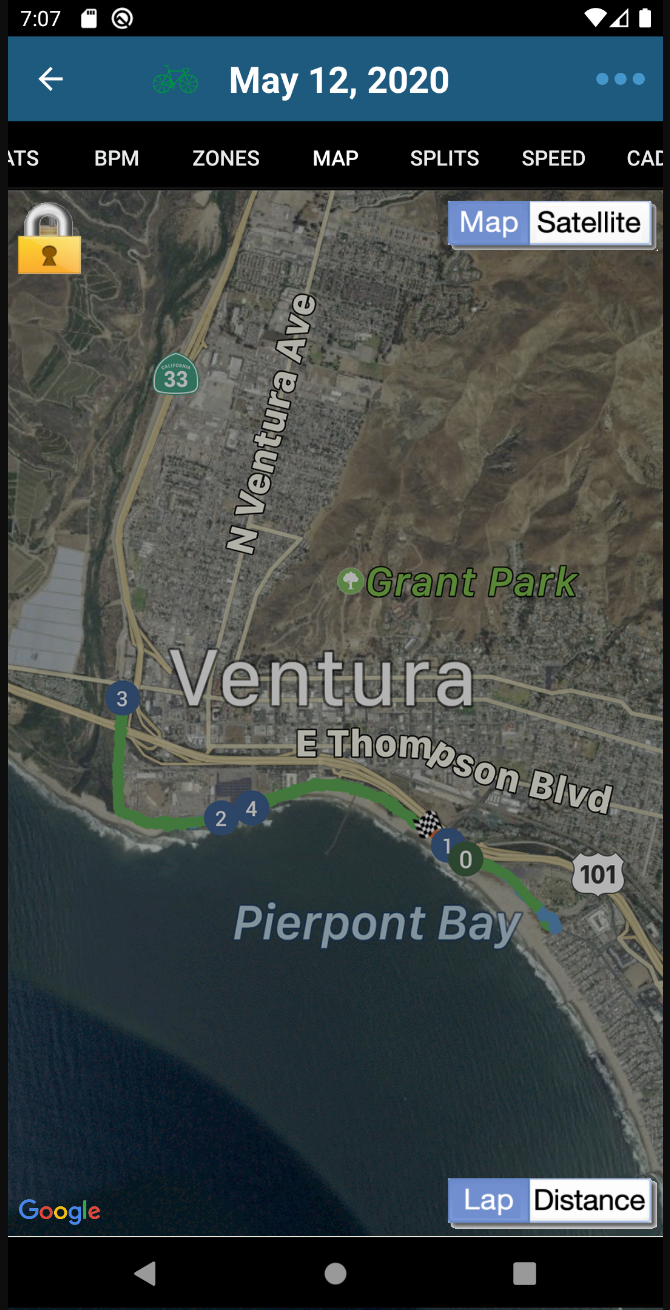 7:07
May 12, 2020
ATS BPM ZONES MAP SPLITS SPEED CAD
Map Satellite
CALIFORNIA
33
N Ventura Ave
Grant Park
Ventura
3
E Thompson Blvd
2 4
1
0
101
Pierpont Bay
Google
Lap Distance